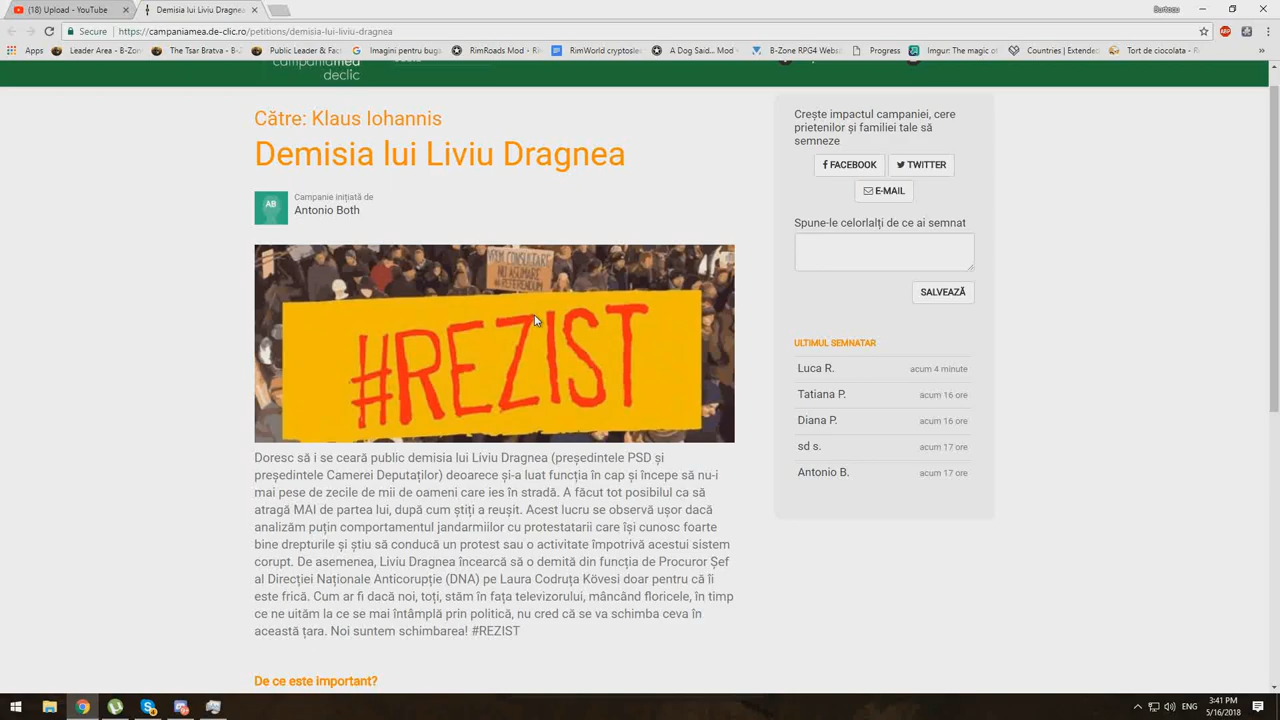 (18) Upload - YouTube
Demisia lui Liviu Dragnea
Secure
https://campaniamea.de-clic.ro/petitions/demisia-lui-liviu-dragnea
Apps
Leader Area - B-Zon
The Tsar Bratva - B-Z
Public Leader & Fact
Imagini pentru buga
RimRoads Mod - Rim
RimWorld cryptoslee
A Dog Said... Mod -
B-Zone RPG4 Websi
Progress
Imgur: The magic of
Countries | Extended
Tort de ciocolata - R
campaniamea
declic
Către: Klaus Iohannis
Demisia lui Liviu Dragnea
AB
Campanie inițiată de
Antonio Both
VREM CONSULTARE
NU ASUMARE
#REZIST
Doresc să i se ceară public demisia lui Liviu Dragnea (președintele PSD și
președintele Camerei Deputaților) deoarece și-a luat funcția în cap și începe să nu-i
mai pese de zecile de mii de oameni care ies în stradă. A făcut tot posibilul ca să
atragă MAI de partea lui, după cum știți a reușit. Acest lucru se observă ușor dacă
analizăm puțin comportamentul jandarmiilor cu protestatarii care își cunosc foarte
bine drepturile și știu să conducă un protest sau o activitate împotrivă acestui sistem
corupt. De asemenea, Liviu Dragnea încearcă să o demită din funcția de Procuror Șef
al Direcției Naționale Anticorupție (DNA) pe Laura Codruța Kövesi doar pentru că îi
este frică. Cum ar fi dacă noi, toți, stăm în fața televizorului, mâncând floricele, în timp
ce ne uităm la ce se mai întâmplă prin politică, nu cred că se va schimba ceva în
această țara. Noi suntem schimbarea! #REZIST
De ce este important?
Crește impactul campaniei, cere
prietenilor și familiei tale să
semneze
FACEBOOK
TWITTER
E-MAIL
Spune-le celorlalți de ce ai semnat
SALVEAZĂ
ULTIMUL SEMNATAR
Luca R. acum 4 minute
Tatiana P. acum 16 ore
Diana P. acum 16 ore
sd s. acum 17 ore
Antonio B. acum 17 ore
ENG
3:41 PM
5/16/2018